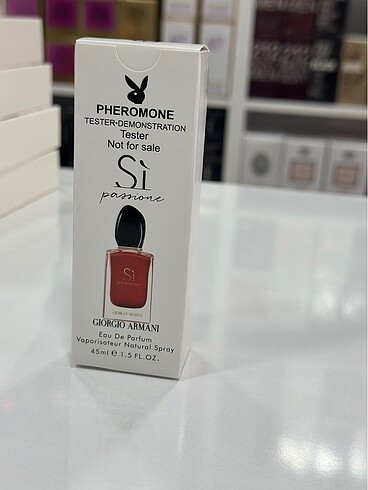 PHEROMONE
TESTER-DEMONSTRATION
Tester
Not for sale
Sì
passione
Sì
GIORGIO ARMANI
Eau De Parfum
Vaporisateur Natural Spray
45ml e 1.5 FL.OZ.